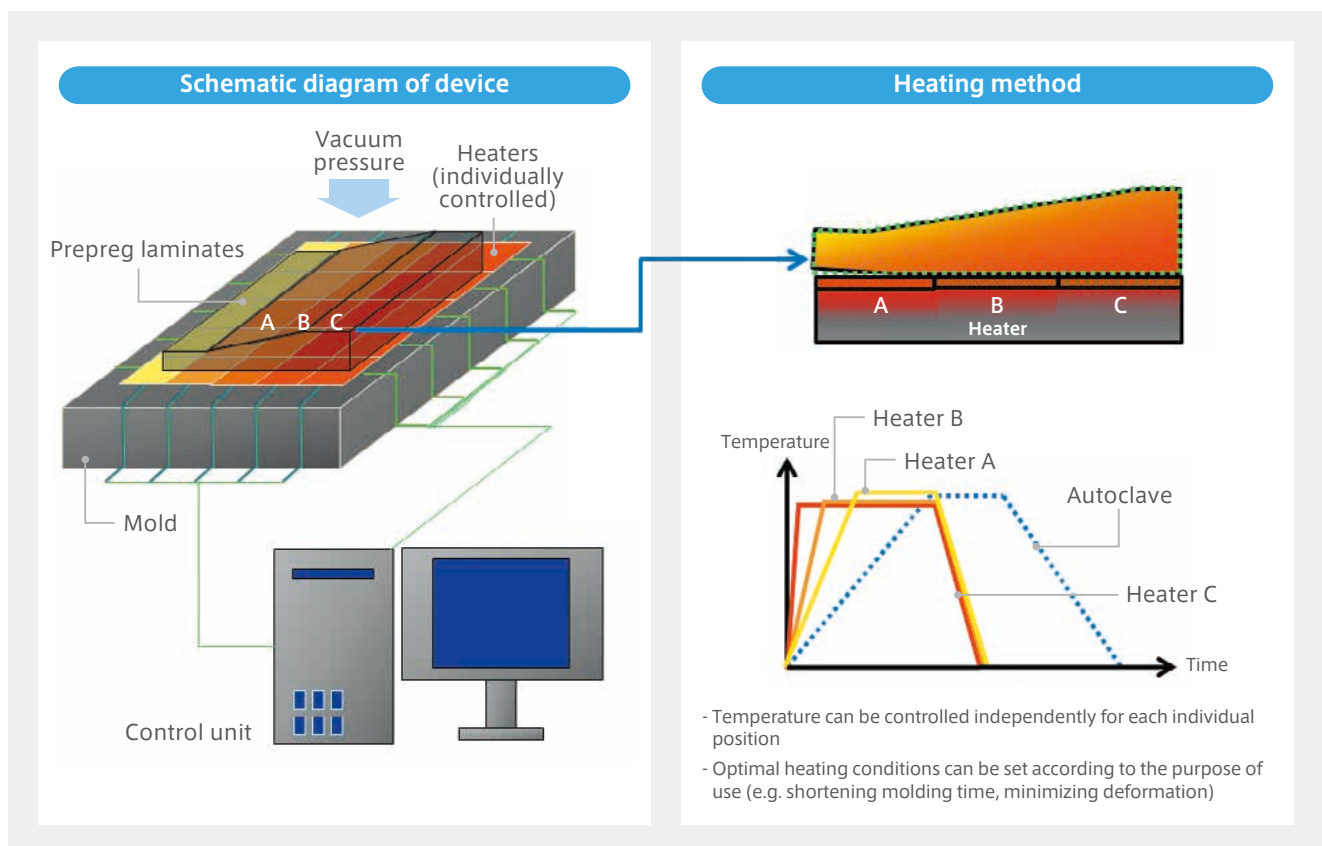 Schematic diagram of device
Vacuum
pressure
Heaters
(individually
controlled)
Prepreg laminates
A B C
Mold
Control unit
Heating method
A B C
Heater
Heater B
Temperature
Heater A
Autoclave
Heater C
Time
- Temperature can be controlled independently for each individual
position
- Optimal heating conditions can be set according to the purpose of
use (e.g. shortening molding time, minimizing deformation)